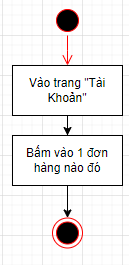 Vào trang "Tài
Khoản"
Bấm vào 1 đơn
hàng nào đó